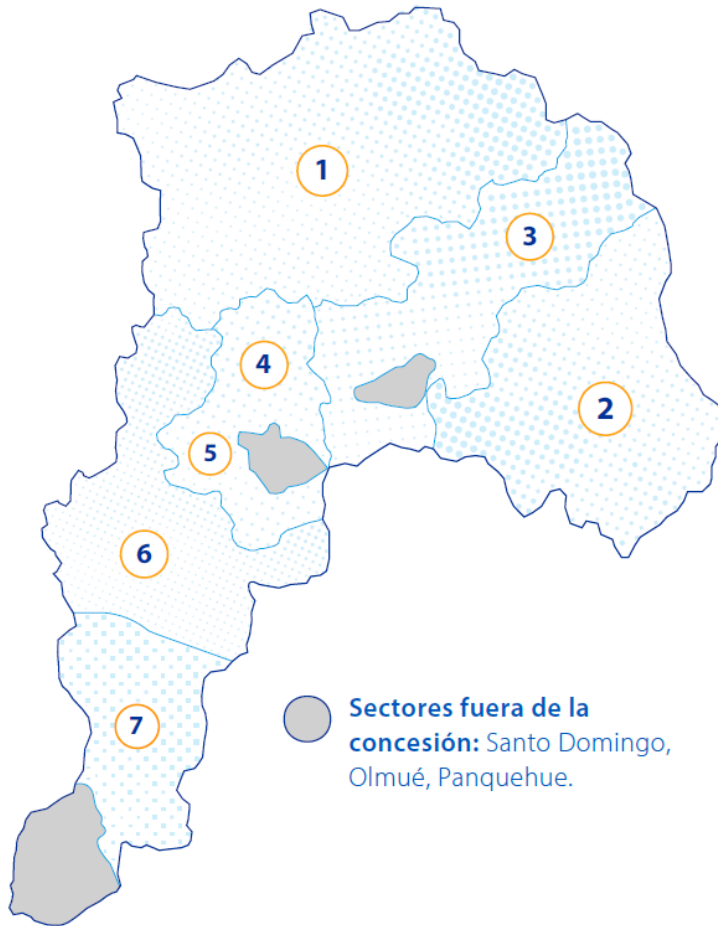 1
3
4
2
5
6
7
Sectores fuera de la
concesión: Santo Domingo,
Olmué, Panquehue.